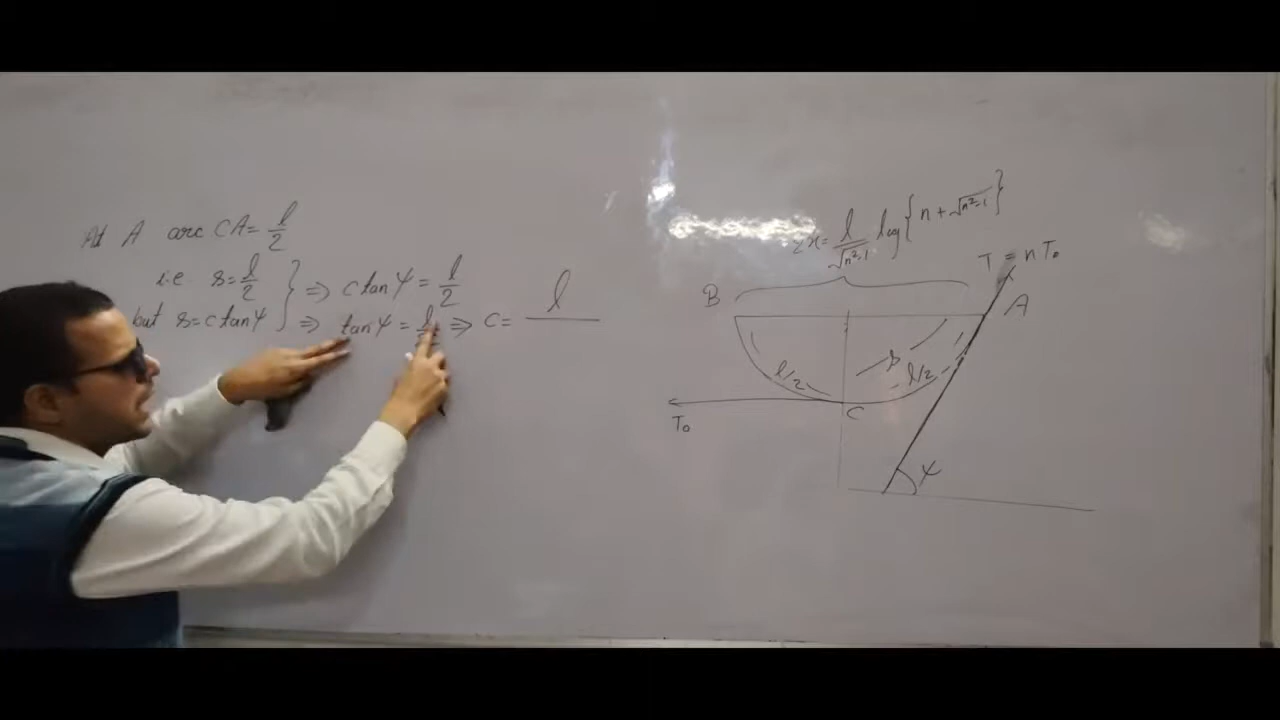 At A arc CA = l/2
i.e s = l/2 } ⇒ c tan ψ = l/2
but s = c tan ψ } ⇒ tan ψ = l ⇒ C = l
2x = l/√n²-1 log { n + √n²-1 }
T = n T₀
B
A
l/2
s
l/2
C
T₀
ψ